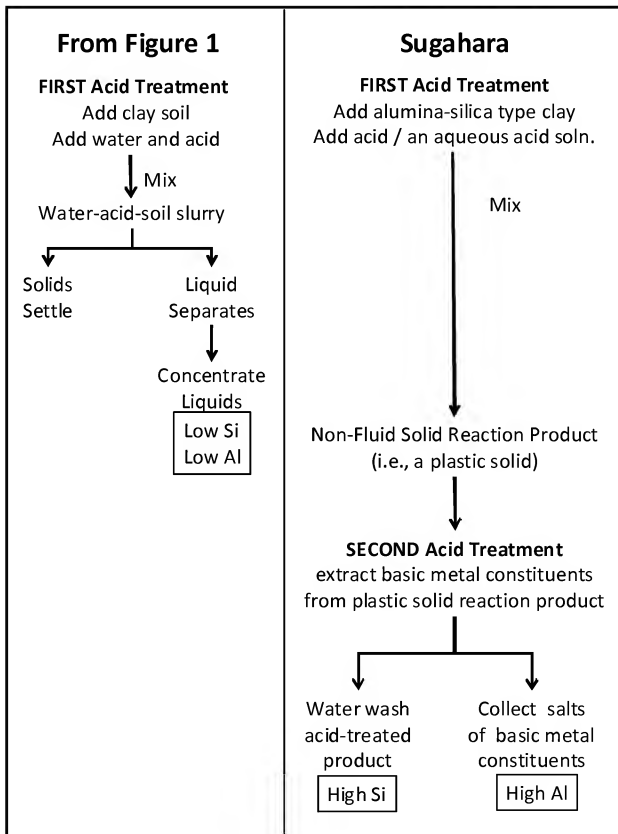 From Figure 1
FIRST Acid Treatment
Add clay soil
Add water and acid
Mix
Water-acid-soil slurry
Solids
Settle
Liquid
Separates
Concentrate
Liquids
Low Si
Low Al
Sugahara
FIRST Acid Treatment
Add alumina-silica type clay
Add acid / an aqueous acid soln.
Mix
Non-Fluid Solid Reaction Product
(i.e., a plastic solid)
SECOND Acid Treatment
extract basic metal constituents
from plastic solid reaction product
Water wash
acid-treated
product
High Si
Collect salts
of basic metal
constituents
High Al